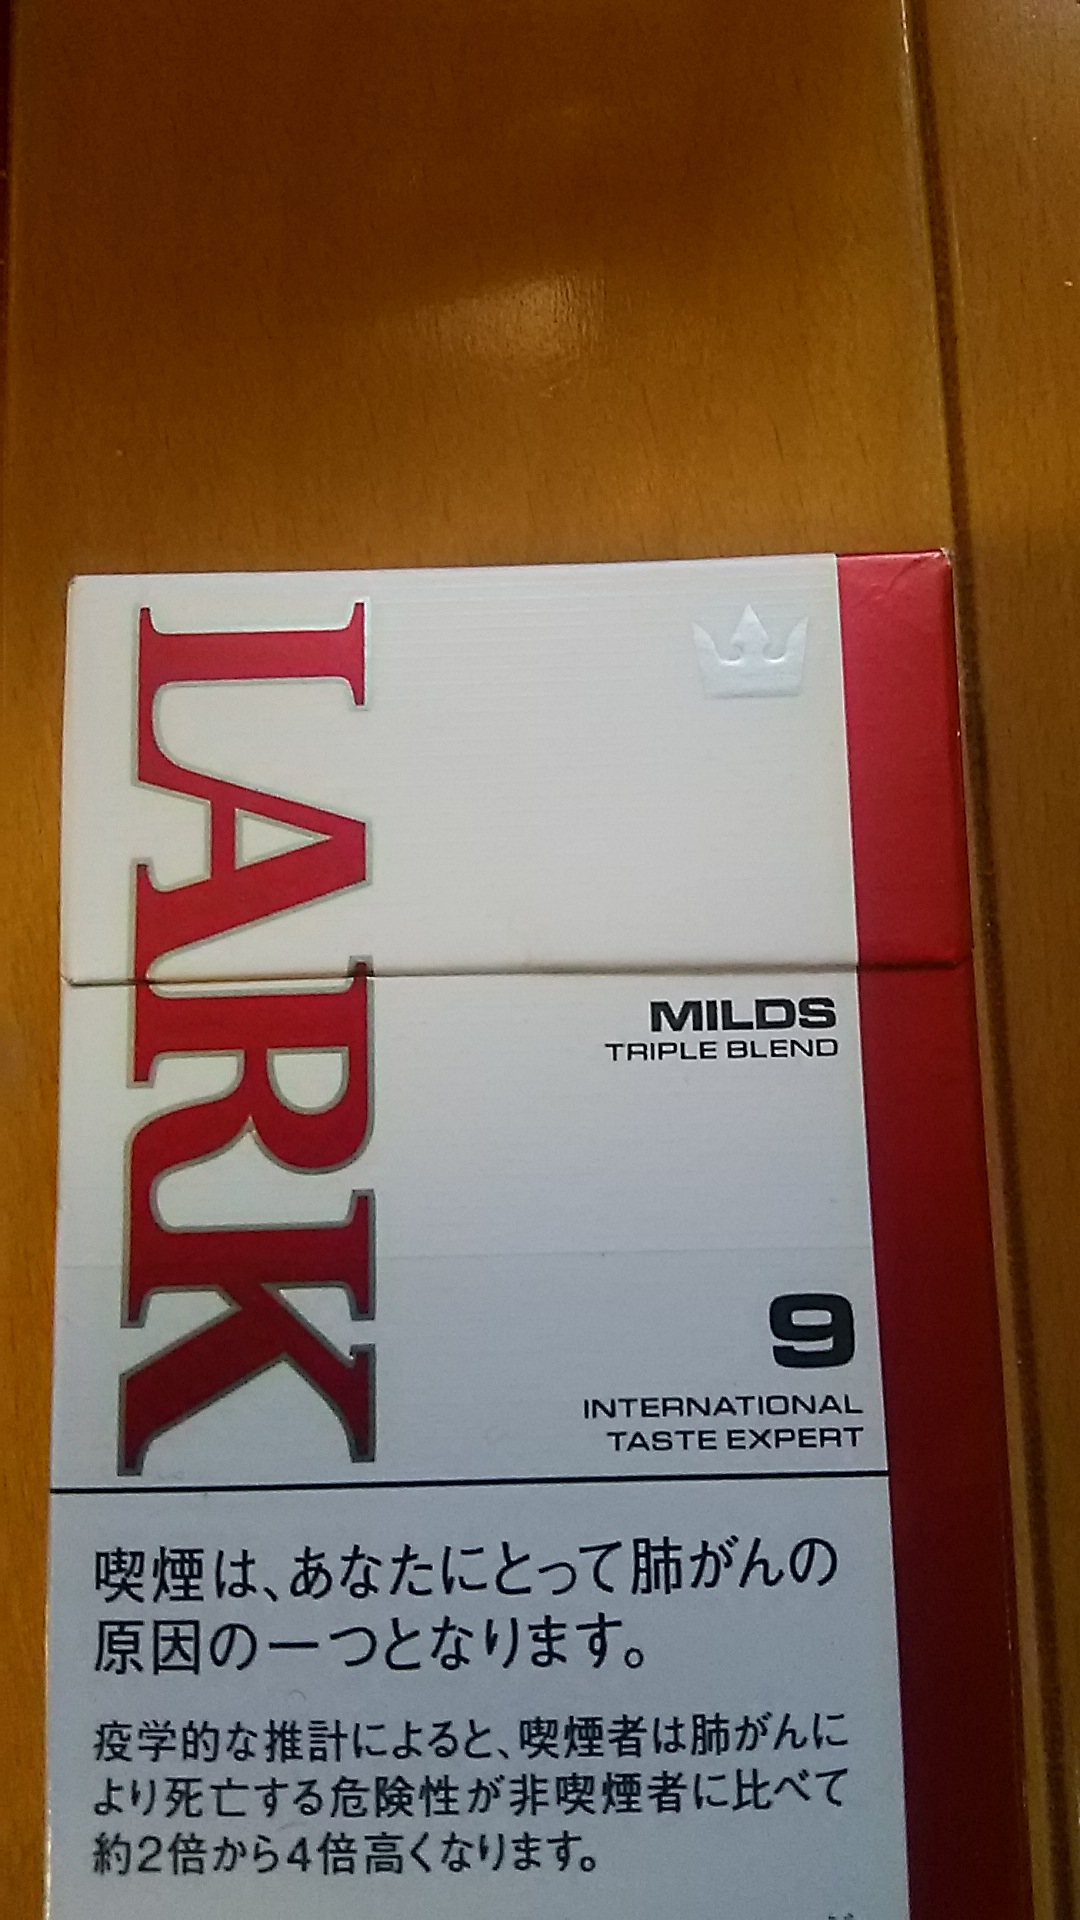 LARK
MILDS
TRIPLE BLEND
9
INTERNATIONAL
TASTE EXPERT
喫煙は、あなたにとって肺がんの
原因の一つとなります。
疫学的な推計によると、喫煙者は肺がんに
より死亡する危険性が非喫煙者に比べて
約2倍から4倍高くなります。